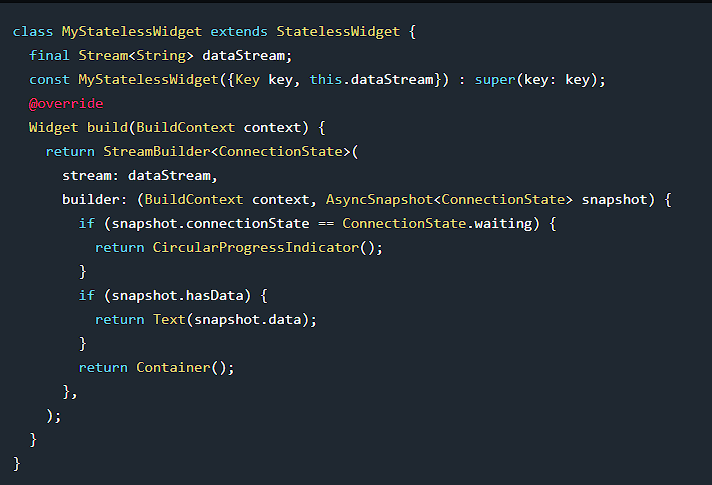 class MyStatelessWidget extends StatelessWidget {
  final Stream<String> dataStream;
  const MyStatelessWidget({Key key, this.dataStream}) : super(key: key);
  @override
  Widget build(BuildContext context) {
    return StreamBuilder<ConnectionState>(
      stream: dataStream,
      builder: (BuildContext context, AsyncSnapshot<ConnectionState> snapshot) {
        if (snapshot.connectionState == ConnectionState.waiting) {
          return CircularProgressIndicator();
        }
        if (snapshot.hasData) {
          return Text(snapshot.data);
        }
        return Container();
      },
    );
  }
}